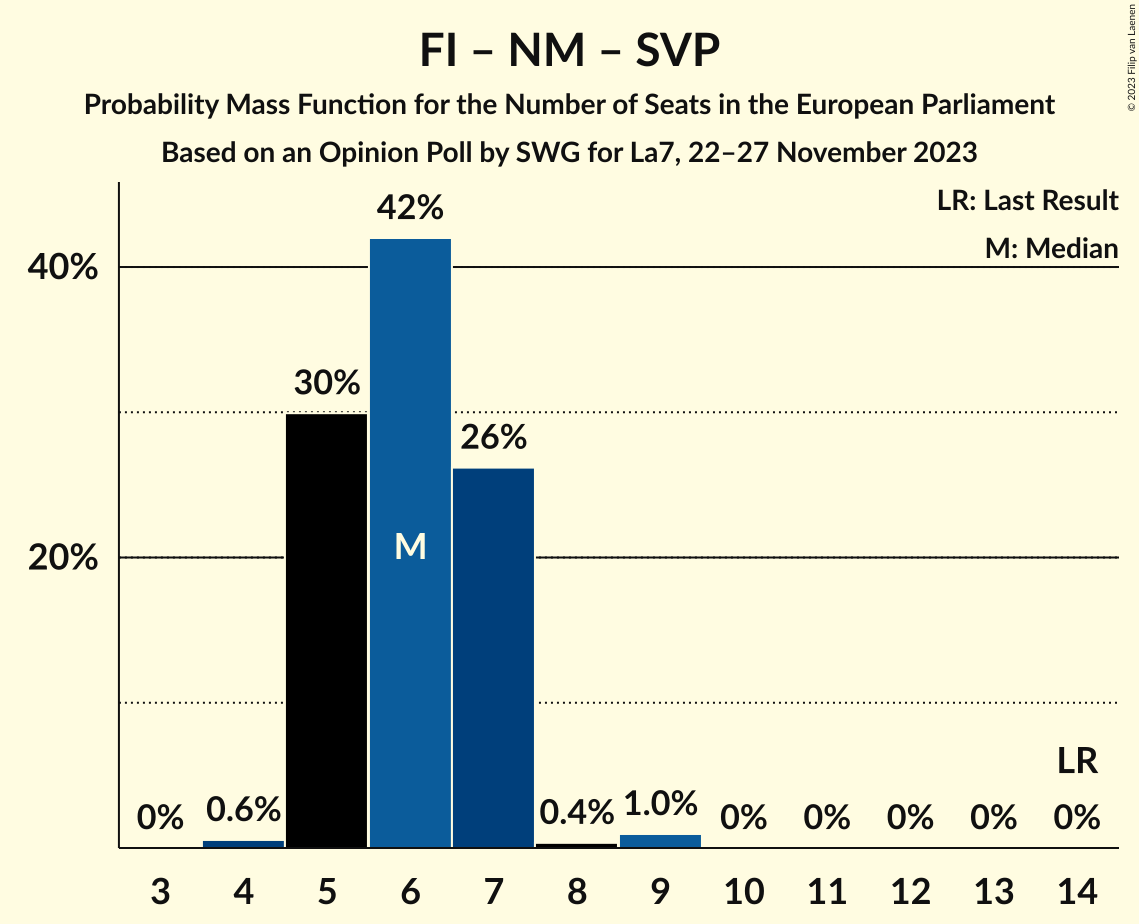 FI – NM – SVP
Probability Mass Function for the Number of Seats in the European Parliament
Based on an Opinion Poll by SWG for La7, 22–27 November 2023
© 2023 Filip van Laenen
LR: Last Result
M: Median
40%
20%
0%
0.6%
30%
42%
M
26%
0.4%
1.0%
0%
0%
0%
0%
LR
0%
3 4 5 6 7 8 9 10 11 12 13 14